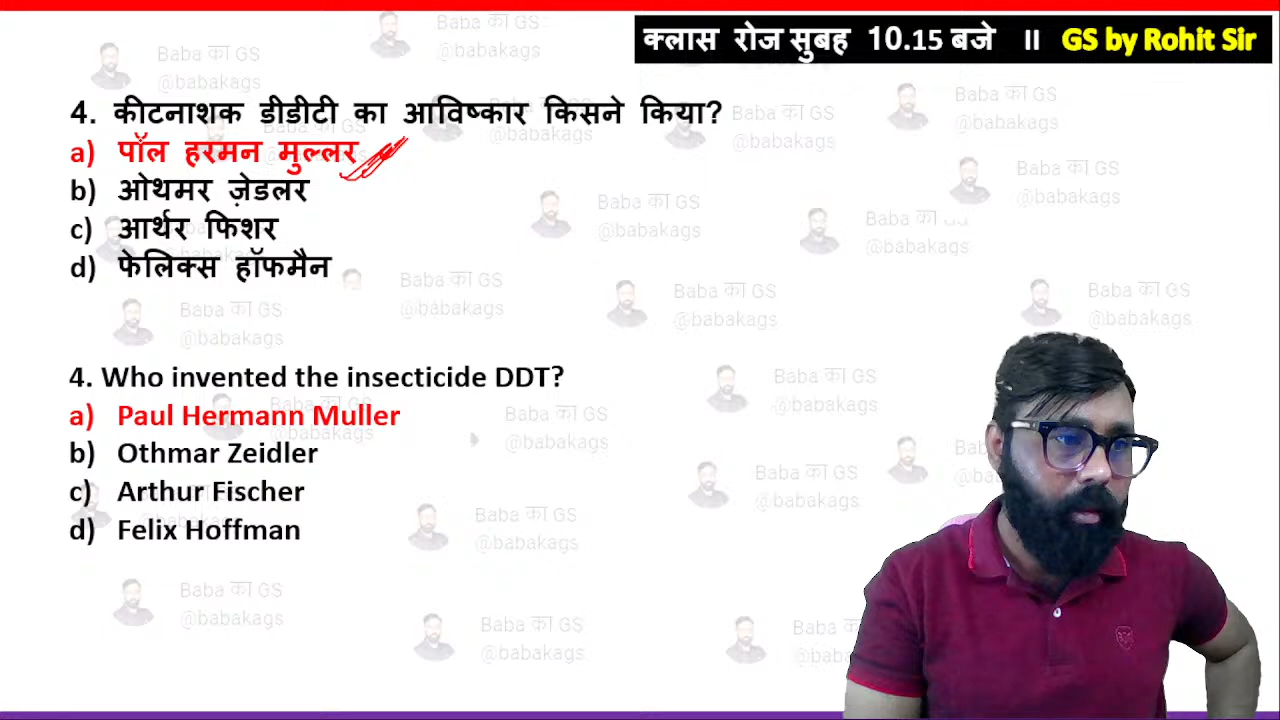 क्लास रोज सुबह 10.15 बजे II GS by Rohit Sir
4. कीटनाशक डीडीटी का आविष्कार किसने किया?
a) पॉल हरमन मुल्लर
b) ओथमर ज़ेडलर
c) आर्थर फिशर
d) फेलिक्स हॉफमैन
4. Who invented the insecticide DDT?
a) Paul Hermann Muller
b) Othmar Zeidler
c) Arthur Fischer
d) Felix Hoffman
Baba का GS
@babakags